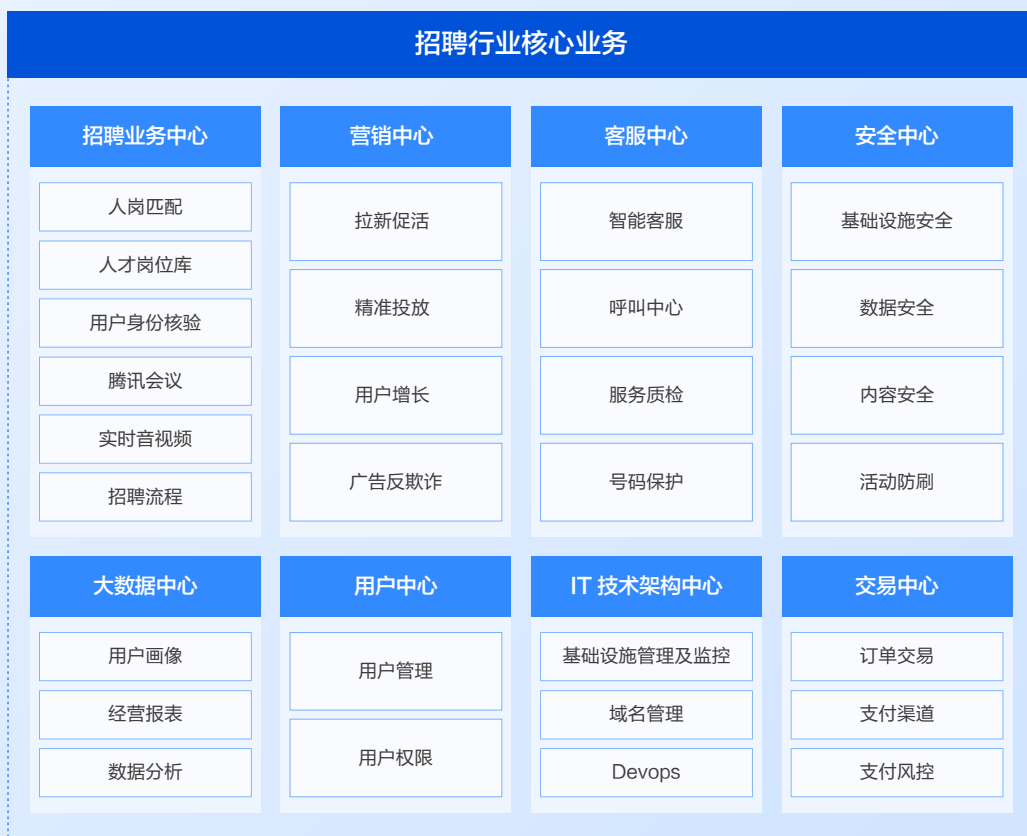 招聘行业核心业务
招聘业务中心
人岗匹配
人才岗位库
用户身份核验
腾讯会议
实时音视频
招聘流程
营销中心
拉新促活
精准投放
用户增长
广告反欺诈
客服中心
智能客服
呼叫中心
服务质检
号码保护
安全中心
基础设施安全
数据安全
内容安全
活动防刷
大数据中心
用户画像
经营报表
数据分析
用户中心
用户管理
用户权限
IT 技术架构中心
基础设施管理及监控
域名管理
Devops
交易中心
订单交易
支付渠道
支付风控